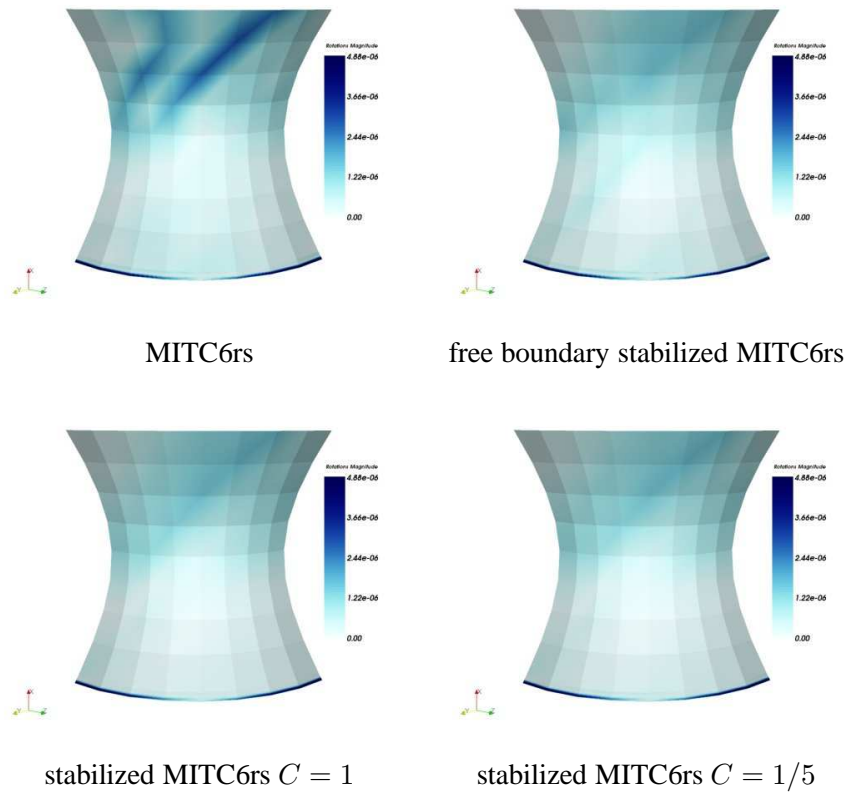 Rotations Magnitude
4.88e-06
3.66e-06
2.44e-06
1.22e-06
0.00
X
Y
Z
MITC6rs
Rotations Magnitude
4.88e-06
3.66e-06
2.44e-06
1.22e-06
0.00
X
Y
Z
free boundary stabilized MITC6rs
Rotations Magnitude
4.88e-06
3.66e-06
2.44e-06
1.22e-06
0.00
X
Y
Z
stabilized MITC6rs C = 1
Rotations Magnitude
4.88e-06
3.66e-06
2.44e-06
1.22e-06
0.00
X
Y
Z
stabilized MITC6rs C = 1/5